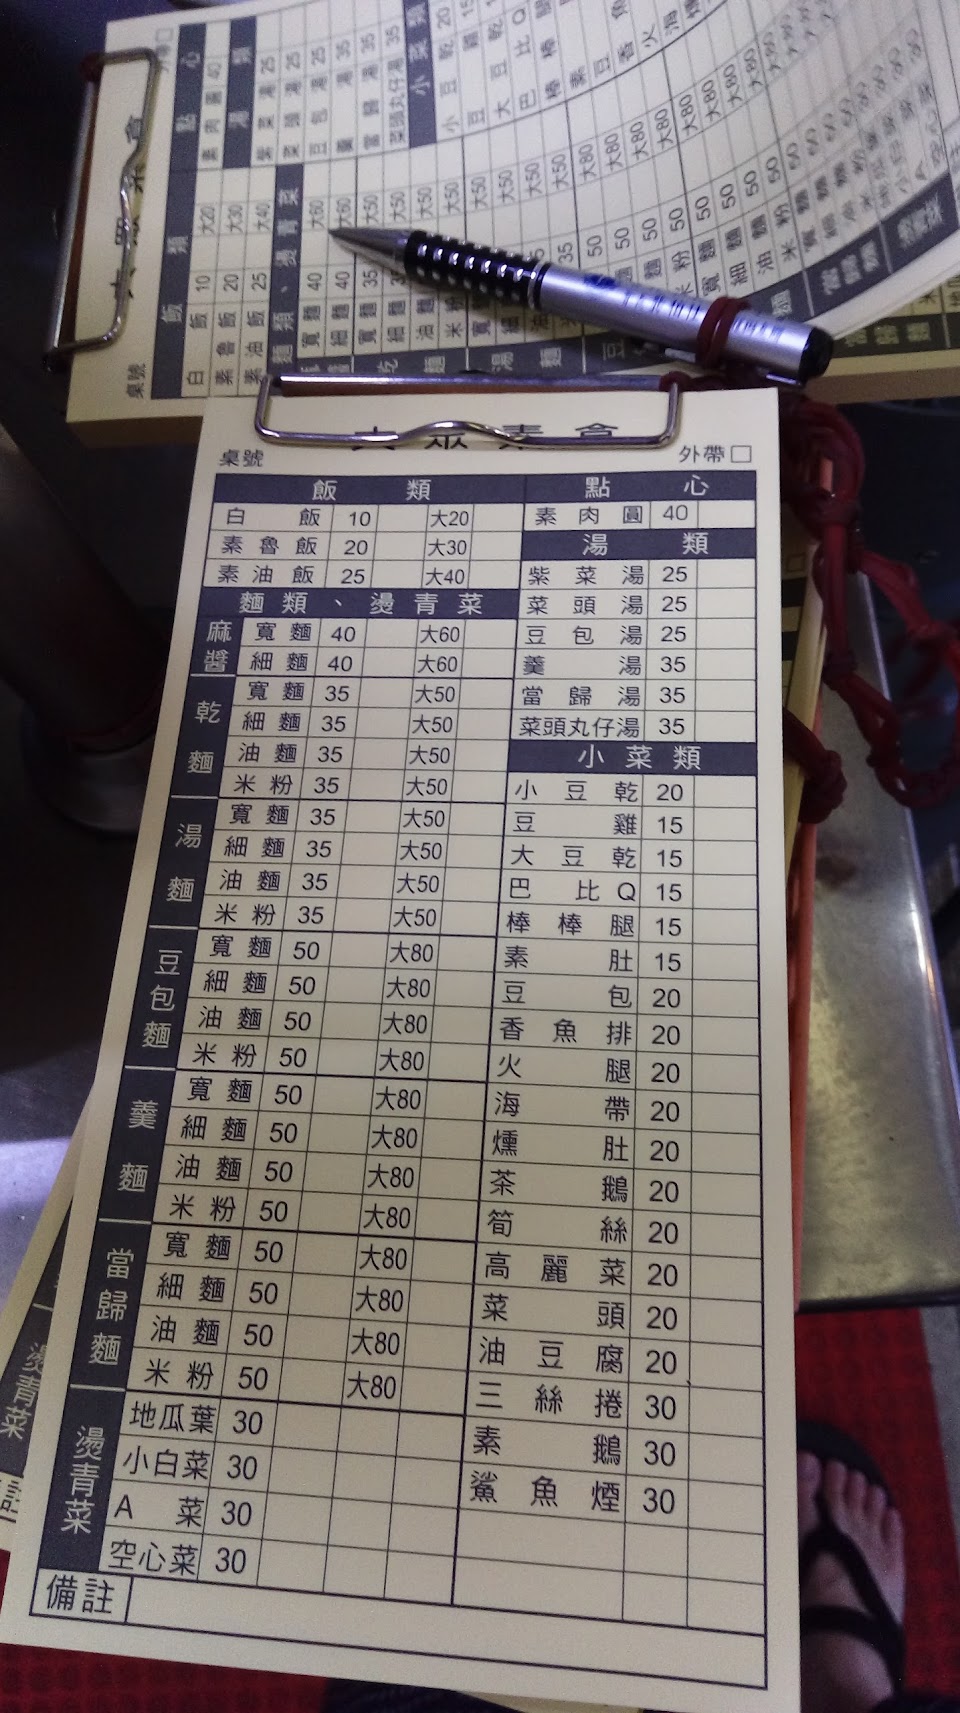 大眾素食
桌號 外帶□
飯類
白飯 10 大20
素魯飯 20 大30
素油飯 25 大40
麵類、燙青菜
麻醬
寬麵 40 大60
細麵 40 大60
乾麵
寬麵 35 大50
細麵 35 大50
油麵 35 大50
米粉 35 大50
湯麵
寬麵 35 大50
細麵 35 大50
油麵 35 大50
米粉 35 大50
豆包麵
寬麵 50 大80
細麵 50 大80
油麵 50 大80
米粉 50 大80
羹麵
寬麵 50 大80
細麵 50 大80
油麵 50 大80
米粉 50 大80
當歸麵
寬麵 50 大80
細麵 50 大80
油麵 50 大80
米粉 50 大80
燙青菜
地瓜葉 30
小白菜 30
A菜 30
空心菜 30
點心
素肉圓 40
湯類
紫菜湯 25
菜頭湯 25
豆包湯 25
羹湯 35
當歸湯 35
菜頭丸仔湯 35
小菜類
小豆乾 20
豆雞 15
大豆乾 15
巴比Q 15
棒棒腿 15
素肚 15
豆包 20
香魚排 20
火腿 20
海帶 20
燻肚 20
茶鵝 20
筍絲 20
高麗菜 20
菜頭 20
油豆腐 20
三絲捲 30
素鵝 30
鯊魚煙 30
備註